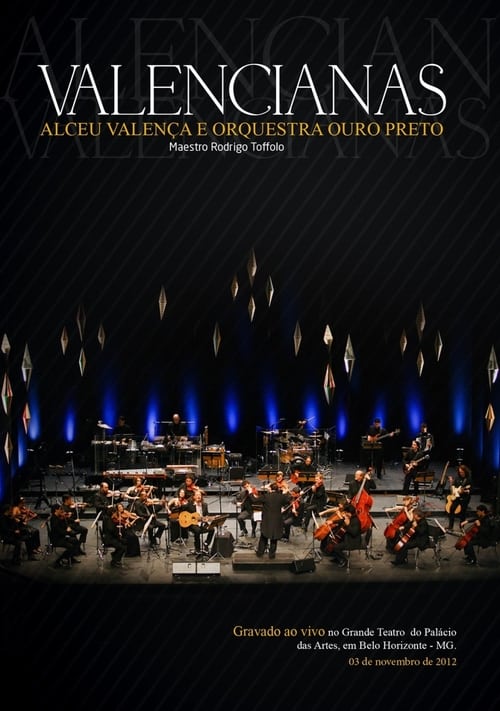 VALENCIANAS
ALCEU VALENÇA E ORQUESTRA OURO PRETO
Maestro Rodrigo Toffolo
Gravado ao vivo no Grande Teatro do Palácio
das Artes, em Belo Horizonte - MG.
03 de novembro de 2012